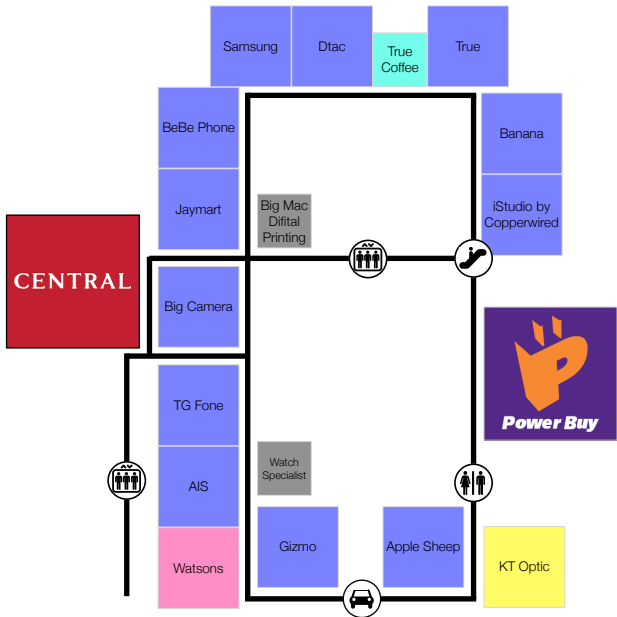 Samsung
Dtac
True
Coffee
True
BeBe Phone
Banana
Jaymart
Big Mac
Difital
Printing
iStudio by
Copperwired
CENTRAL
Big Camera
Power Buy
TG Fone
Watch
Specialist
AIS
Gizmo
Apple Sheep
Watsons
KT Optic